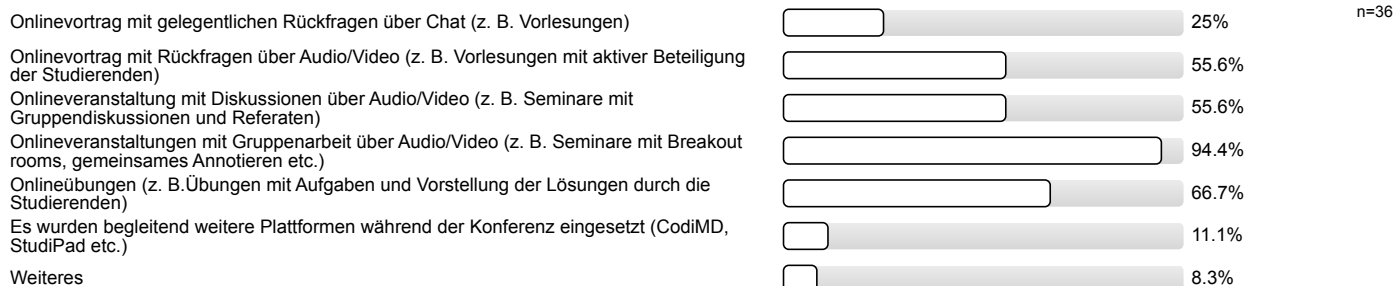 Onlinevortrag mit gelegentlichen Rückfragen über Chat (z. B. Vorlesungen) 25% n=36
Onlinevortrag mit Rückfragen über Audio/Video (z. B. Vorlesungen mit aktiver Beteiligung
der Studierenden) 55.6%
Onlineveranstaltung mit Diskussionen über Audio/Video (z. B. Seminare mit
Gruppendiskussionen und Referaten) 55.6%
Onlineveranstaltungen mit Gruppenarbeit über Audio/Video (z. B. Seminare mit Breakout
rooms, gemeinsames Annotieren etc.) 94.4%
Onlineübungen (z. B.Übungen mit Aufgaben und Vorstellung der Lösungen durch die
Studierenden) 66.7%
Es wurden begleitend weitere Plattformen während der Konferenz eingesetzt (CodiMD,
StudiPad etc.) 11.1%
Weiteres 8.3%